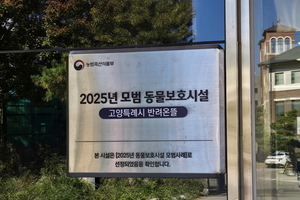 농림축산식품부
2025년 모범 동물보호시설
고양특례시 반려온뜰
본 시설은 「2025년 동물보호시설 모범사례」로
선정되었음을 확인합니다.